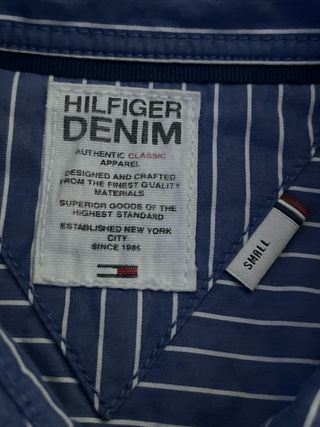 HILFIGER
DENIM
AUTHENTIC CLASSIC
APPAREL
DESIGNED AND CRAFTED
FROM THE FINEST QUALITY
MATERIALS
SUPERIOR GOODS OF THE
HIGHEST STANDARD
ESTABLISHED NEW YORK
CITY
SINCE 1985
SMALL